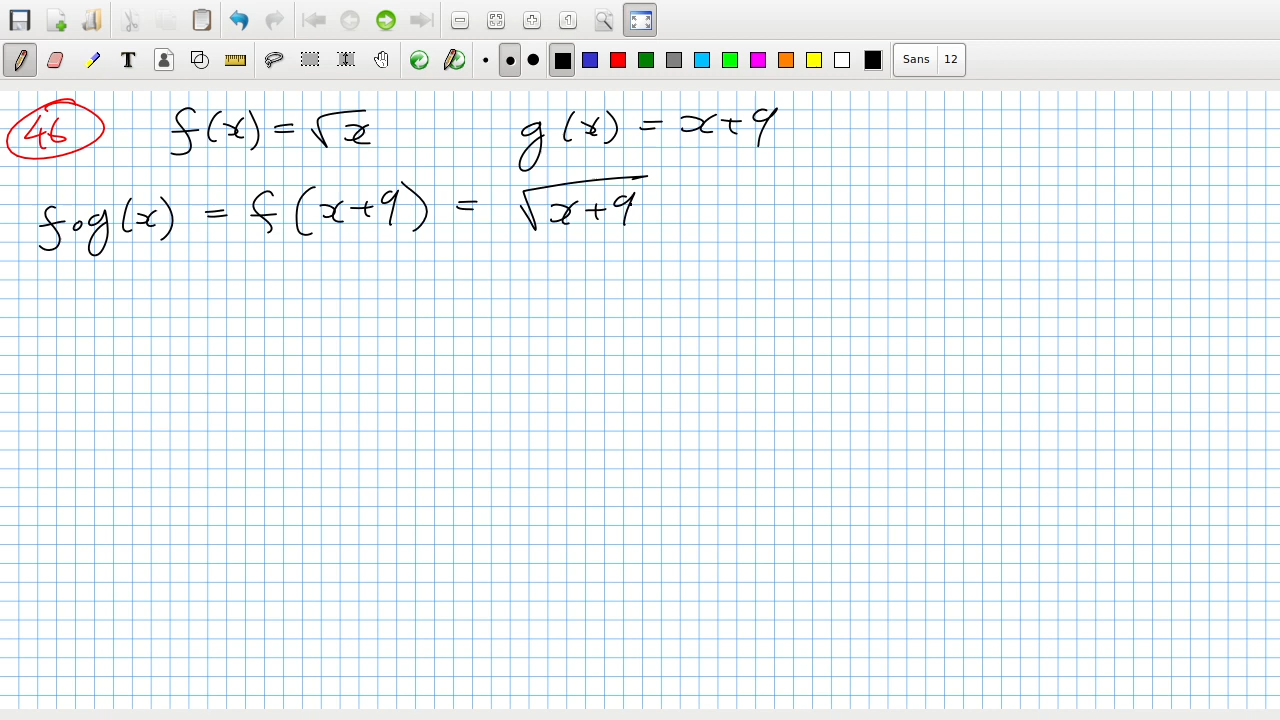 Sans 12
46 f(x) = √x g(x) = x+9
f∘g(x) = f(x+9) = √(x+9)